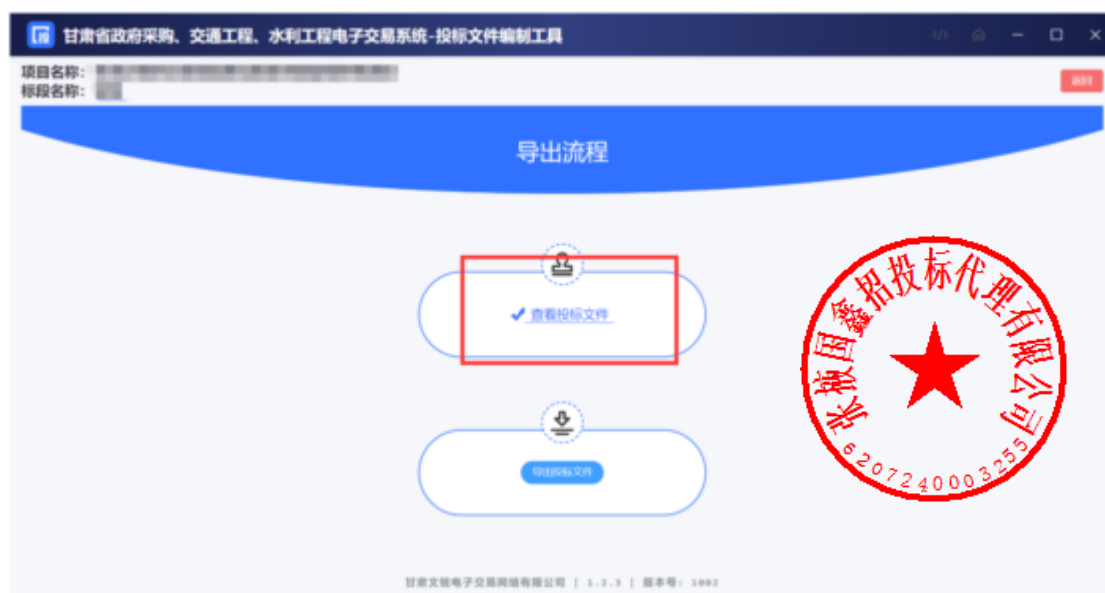 甘肃省政府采购、交通工程、水利工程电子交易系统-投标文件编制工具
项目名称：
标段名称：
返回
导出流程
查看投标文件
导出投标文件
张掖国鑫招投标代理有限公司
6207240003255
甘肃文锐电子交易网络有限公司 | 1.2.3 | 版本号: 1002